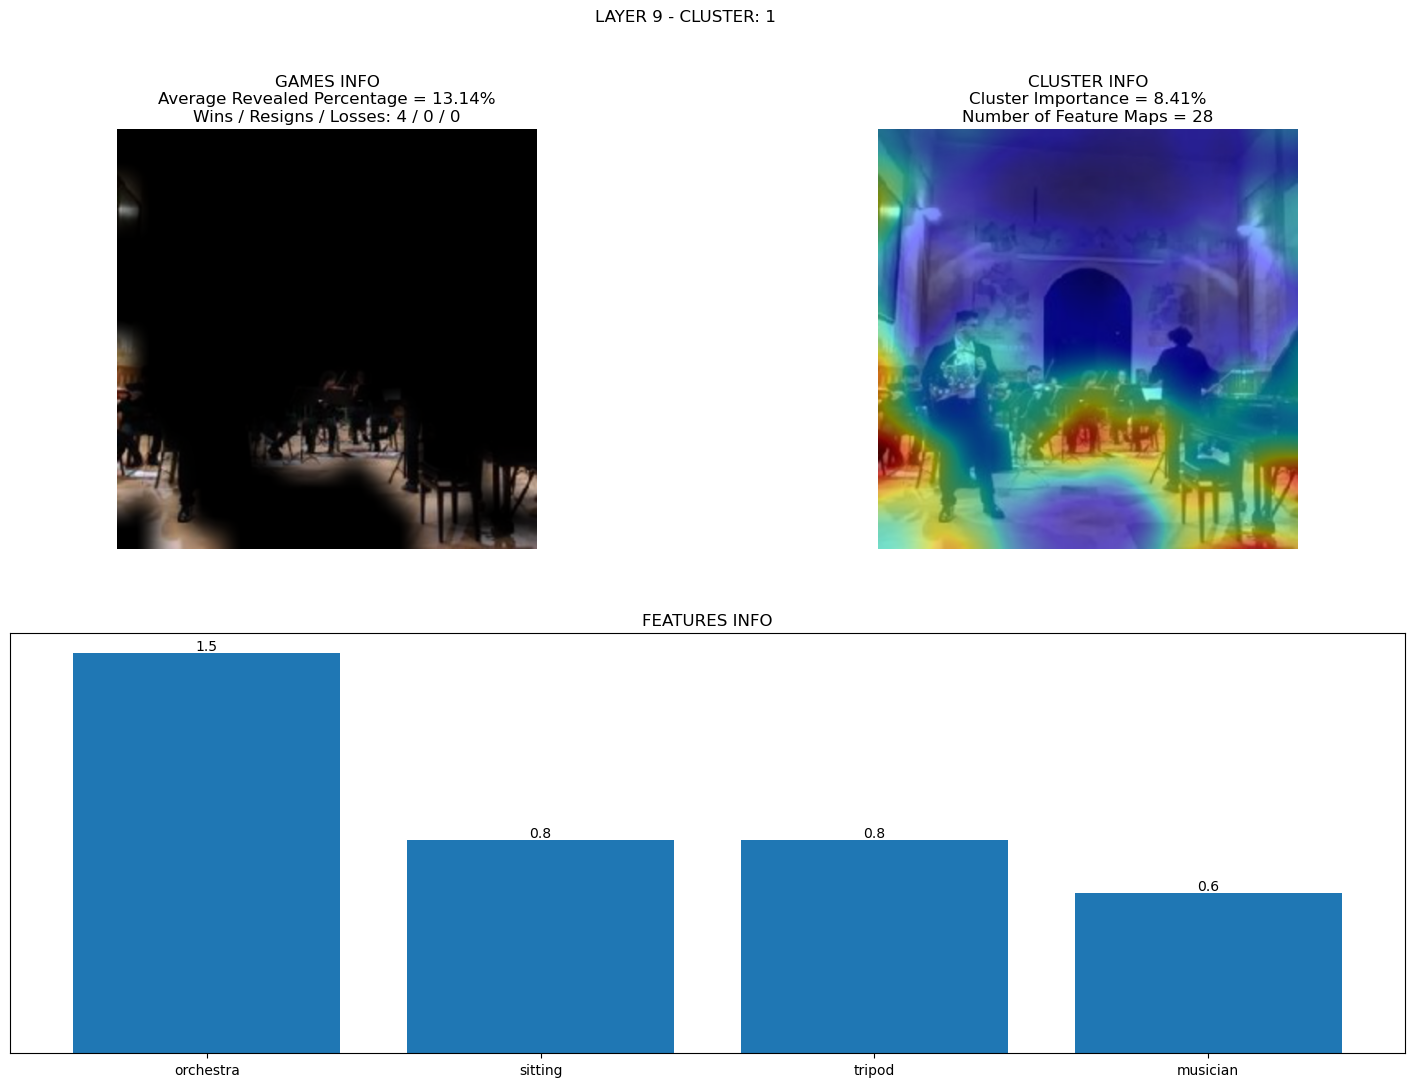 LAYER 9 - CLUSTER: 1
GAMES INFO
Average Revealed Percentage = 13.14%
Wins / Resigns / Losses: 4 / 0 / 0
CLUSTER INFO
Cluster Importance = 8.41%
Number of Feature Maps = 28
FEATURES INFO
1.5
0.8
0.8
0.6
orchestra
sitting
tripod
musician